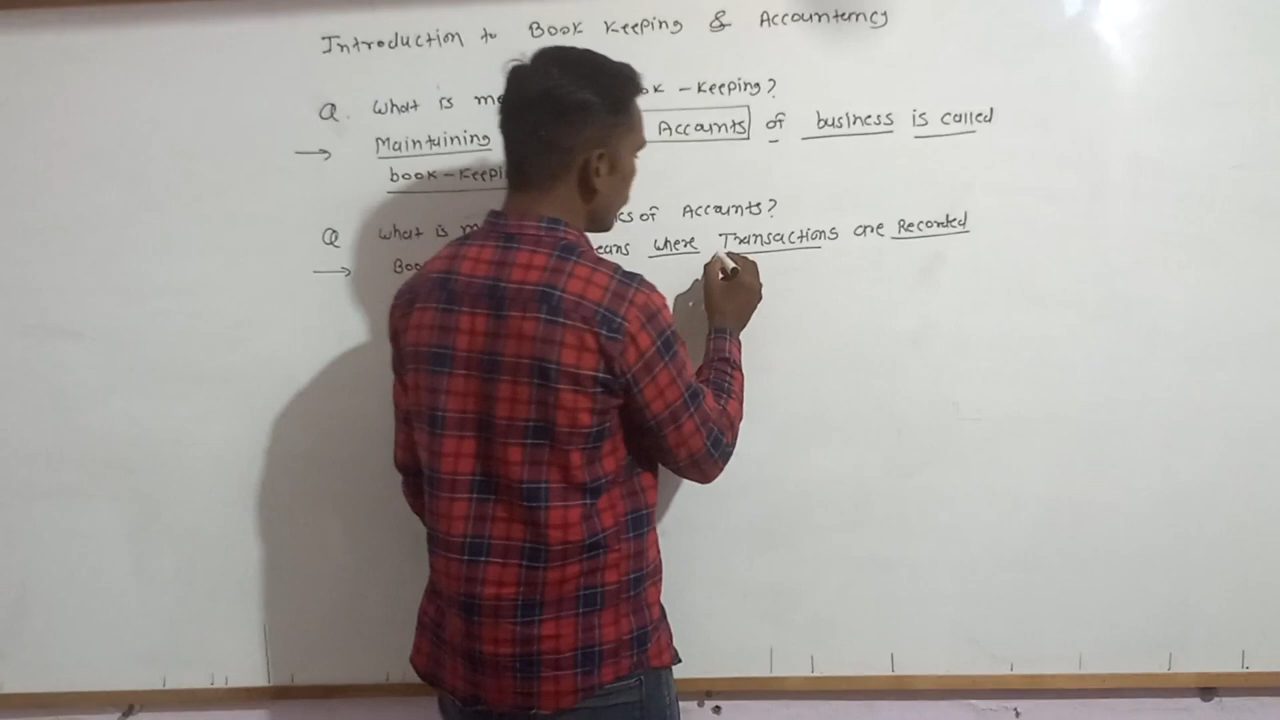 Introduction to Book Keeping & Accountency
Q. What is me ok - Keeping?
→ Maintaining Accounts of business is called
book - Keepi
Q What is m ks of Accounts?
→ Boo eans where Transactions are Recorded